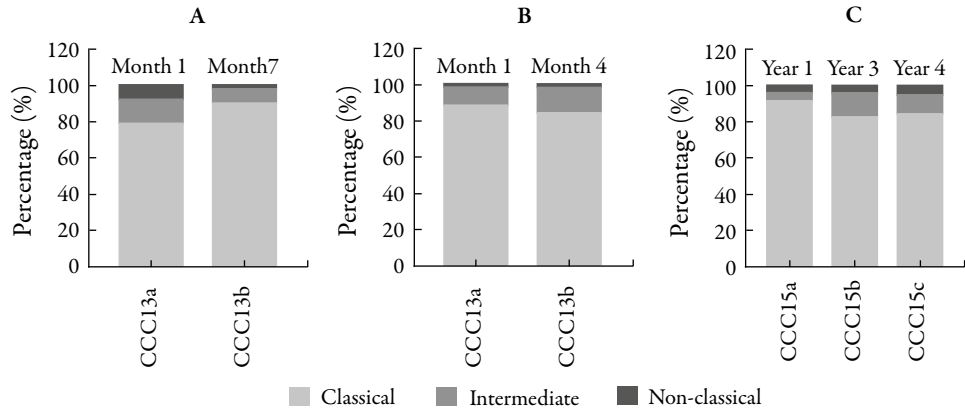 A
Percentage (%)
120
100
80
60
40
20
0
Month 1
Month7
CCC13a
CCC13b
B
Percentage (%)
120
100
80
60
40
20
0
Month 1
Month 4
CCC13a
CCC13b
C
Percentage (%)
120
100
80
60
40
20
0
Year 1
Year 3
Year 4
CCC15a
CCC15b
CCC15c
Classical
Intermediate
Non-classical